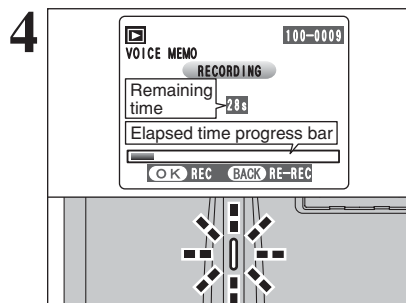 4
100-0009
VOICE MEMO
RECORDING
Remaining
time
28s
Elapsed time progress bar
OK REC BACK RE-REC